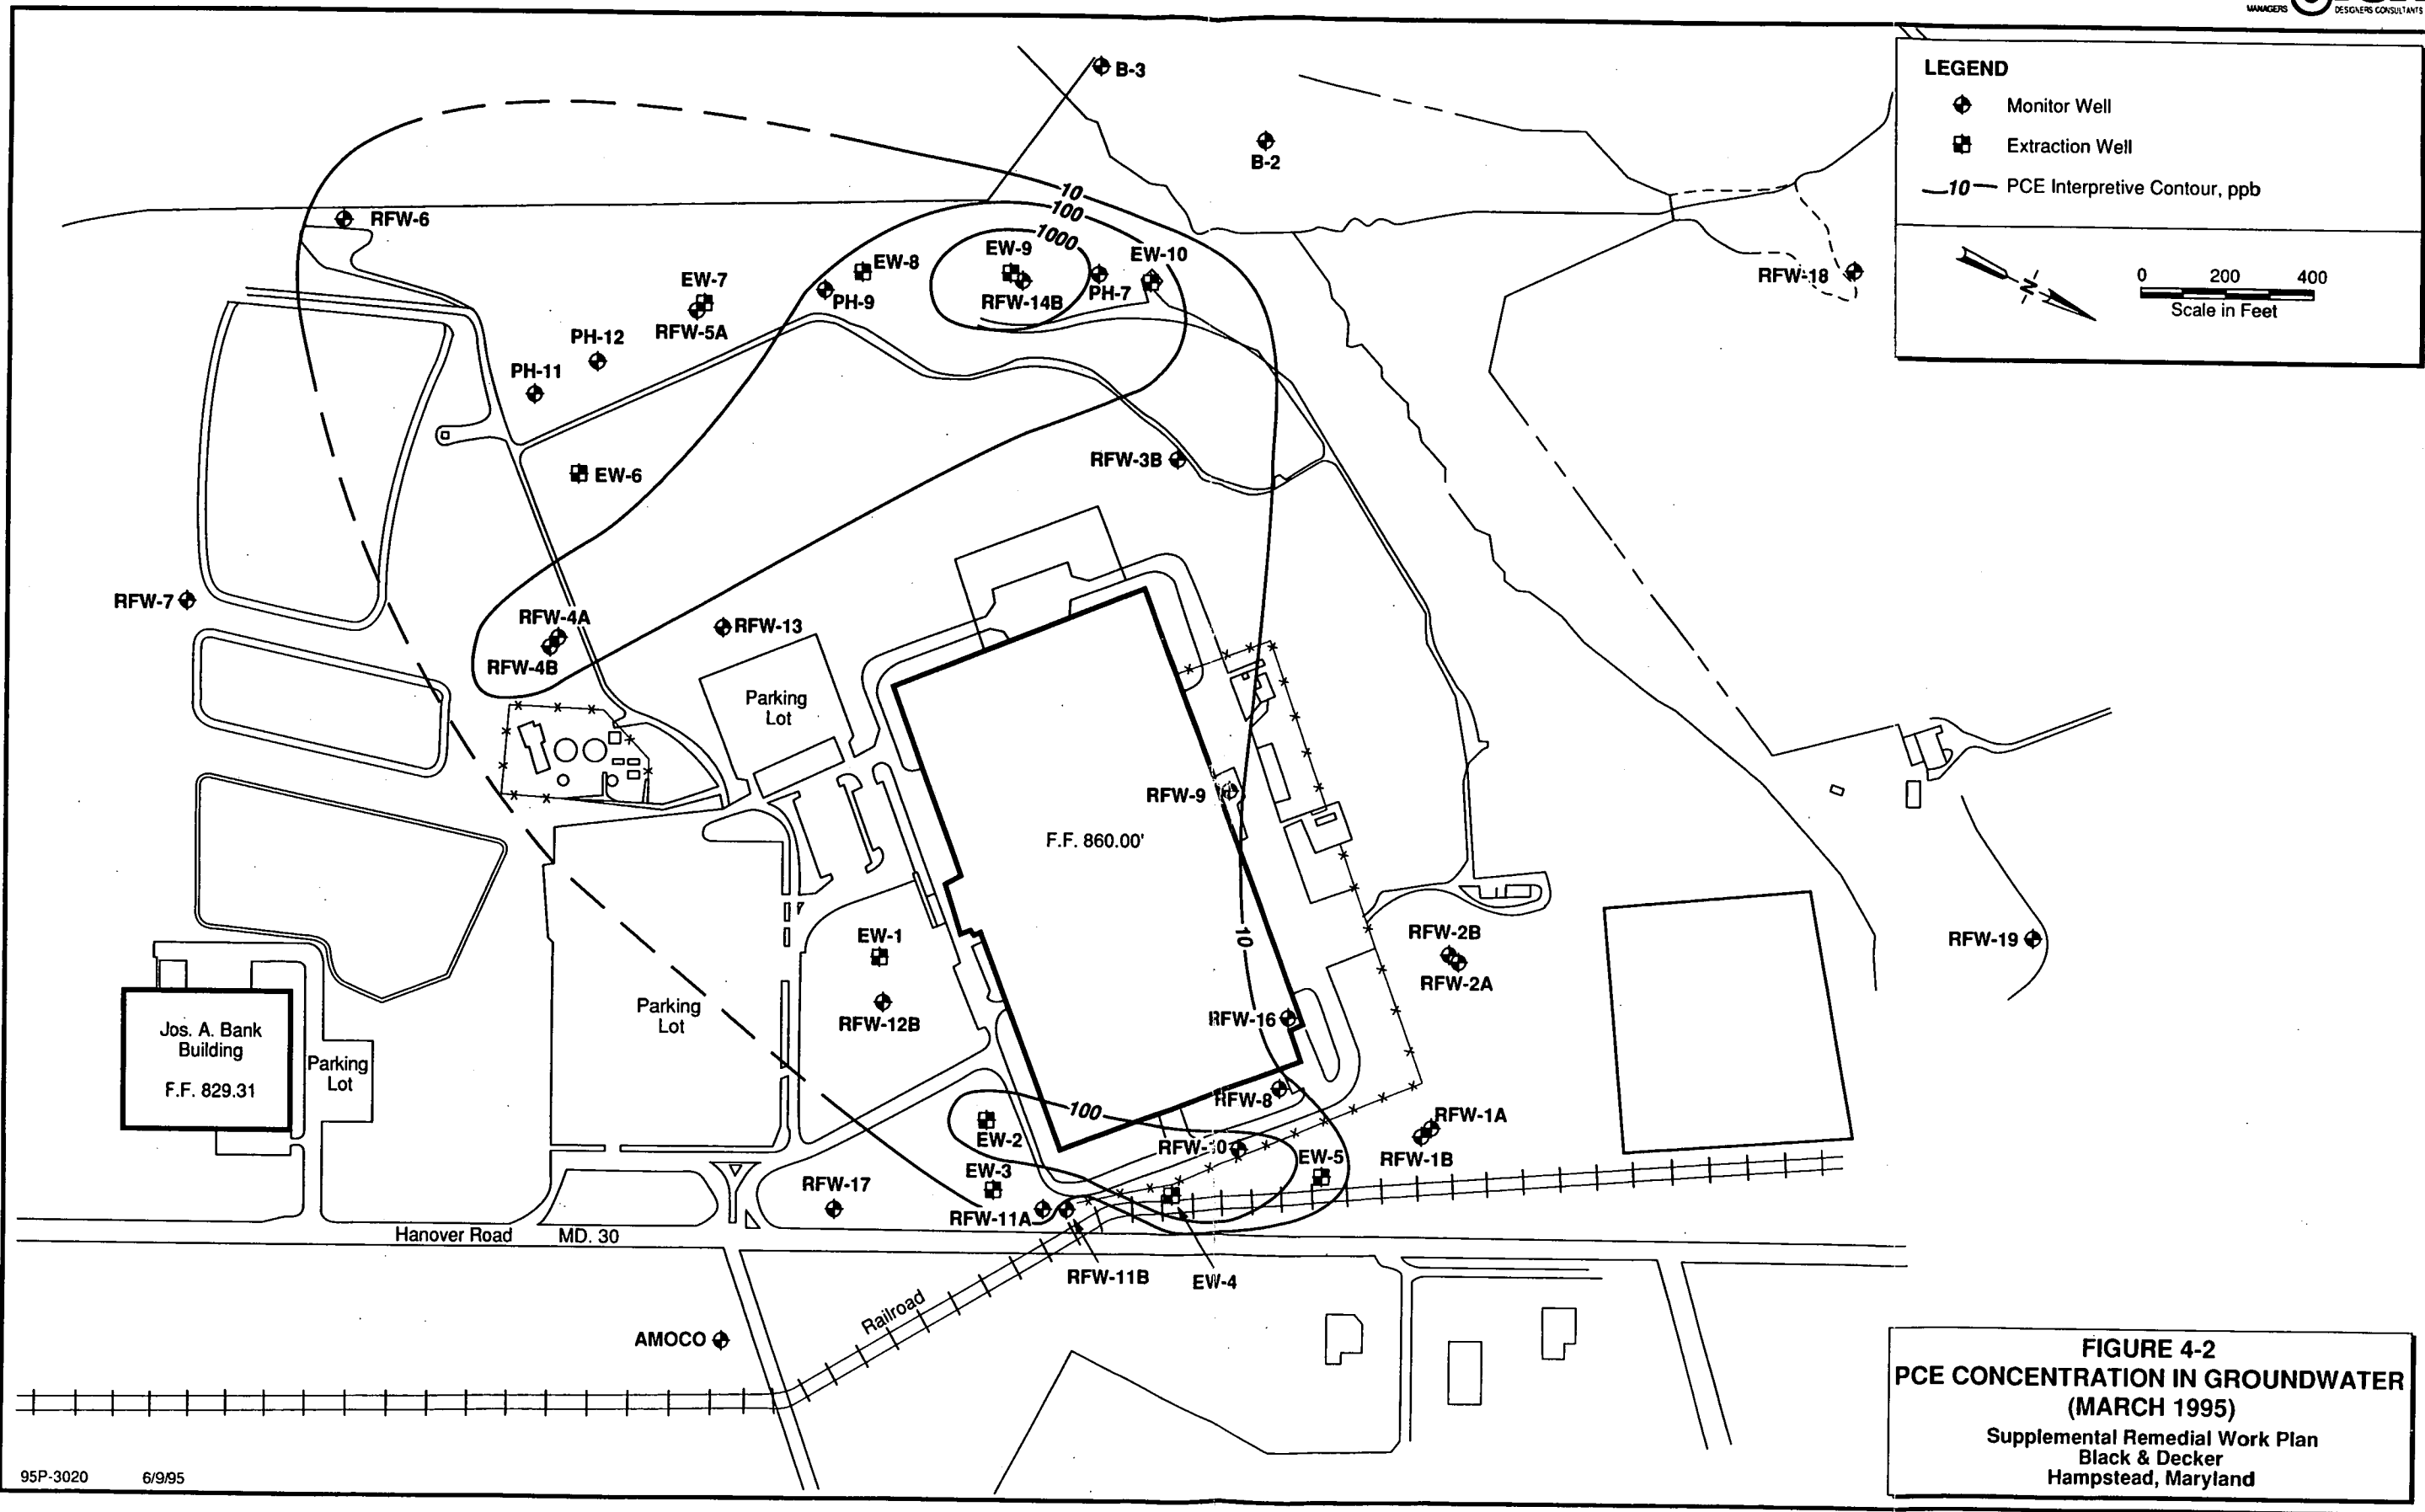 MANAGERS
DESIGNERS CONSULTANTS
LEGEND
Monitor Well
Extraction Well
10 PCE Interpretive Contour, ppb
N
0 200 400
Scale in Feet
B-3
B-2
10
100
1000
RFW-6
EW-9
EW-10
EW-8
EW-7
RFW-18
PH-9
RFW-14B
PH-7
RFW-5A
PH-12
PH-11
RFW-3B
EW-6
RFW-7
RFW-4A
RFW-13
RFW-4B
Parking
Lot
RFW-9
F.F. 860.00'
EW-1
10
RFW-2B
RFW-19
RFW-2A
Parking
Lot
RFW-12B
RFW-16
Jos. A. Bank
Building
F.F. 829.31
Parking
Lot
100
RFW-8
EW-2
RFW-1A
EW-3
EW-5
RFW-1B
RFW-17
RFW-11A
Hanover Road MD. 30
RFW-11B
EW-4
Railroad
AMOCO
FIGURE 4-2
PCE CONCENTRATION IN GROUNDWATER
(MARCH 1995)
Supplemental Remedial Work Plan
Black & Decker
Hampstead, Maryland
95P-3020 6/9/95